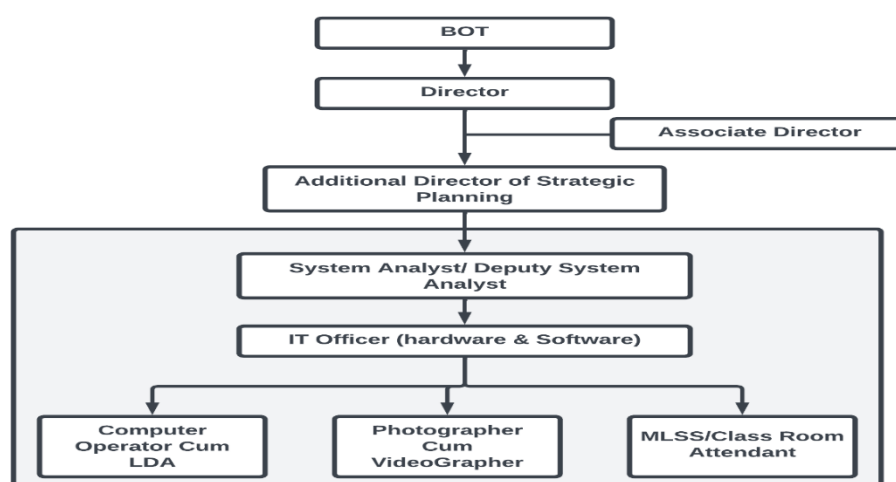 BOT
Director
Associate Director
Additional Director of Strategic
Planning
System Analyst/ Deputy System
Analyst
IT Officer (hardware & Software)
Computer
Operator Cum
LDA
Photographer
Cum
VideoGrapher
MLSS/Class Room
Attendant